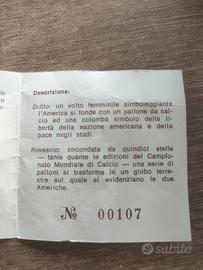 Descrizione:
Dritto: un volto femminile simboleggiante
l'America si fonde con un pallone da cal-
cio ed una colomba simbolo della li-
bertà della nazione americana e della
pace negli stadi.
Rovescio: circondata da quindici stelle
— tante quante le edizioni del Campio-
nato Mondiale di Calcio — una serie di
palloni si trasforma in un globo terre-
stre sul quale si evidenziano le due
Americhe.
№ 00107
subito